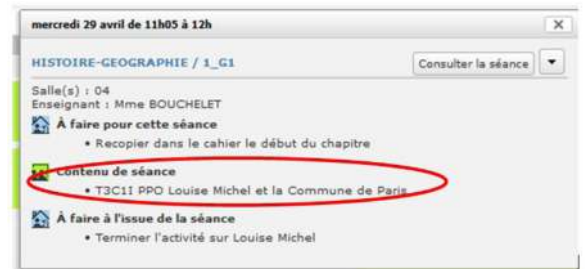 mercredi 29 avril de 11h05 à 12h
HISTOIRE-GEOGRAPHIE / 1_G1
Consulter la séance
Salle(s) : 04
Enseignant : Mme BOUCHELET
À faire pour cette séance
• Recopier dans le cahier le début du chapitre
Contenu de séance
• T3C1I PPO Louise Michel et la Commune de Paris
À faire à l'issue de la séance
• Terminer l'activité sur Louise Michel